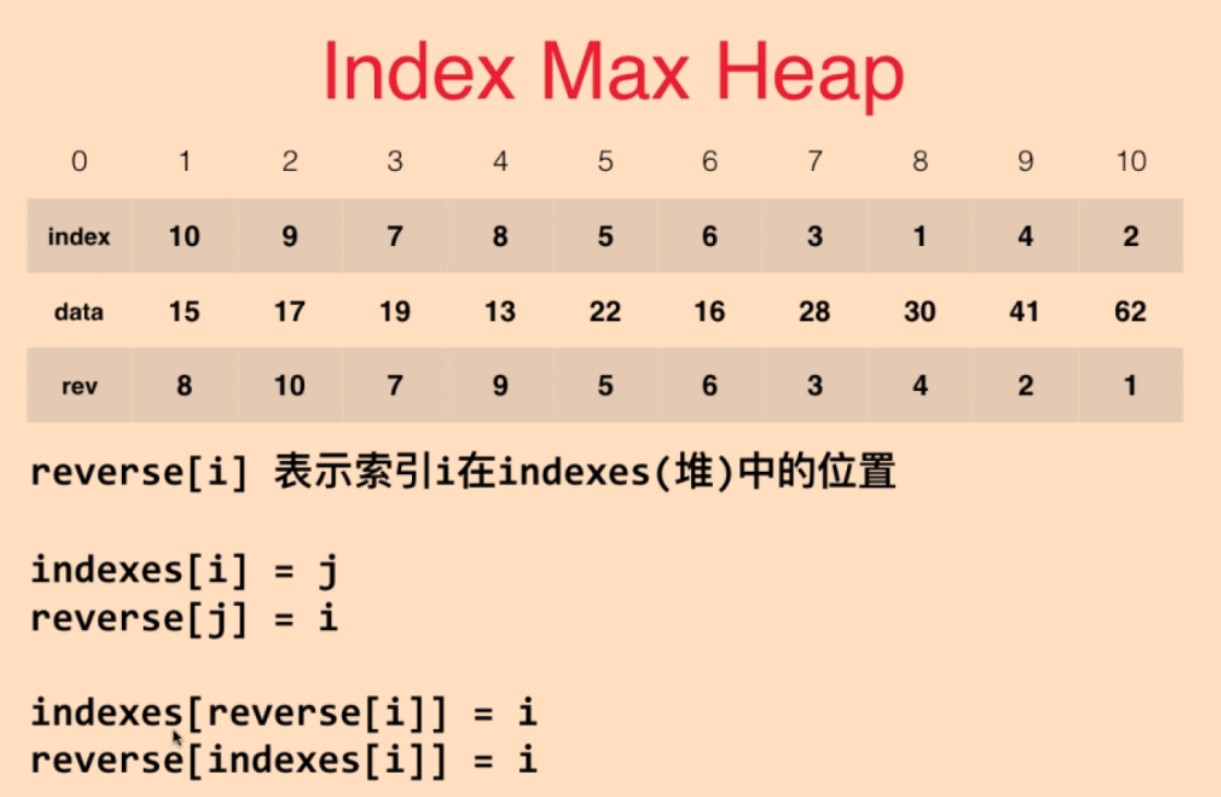 Index Max Heap
0 1 2 3 4 5 6 7 8 9 10
index 10 9 7 8 5 6 3 1 4 2
data 15 17 19 13 22 16 28 30 41 62
rev 8 10 7 9 5 6 3 4 2 1
reverse[i] 表示索引i在indexes(堆)中的位置
indexes[i] = j
reverse[j] = i
indexes[reverse[i]] = i
reverse[indexes[i]] = i